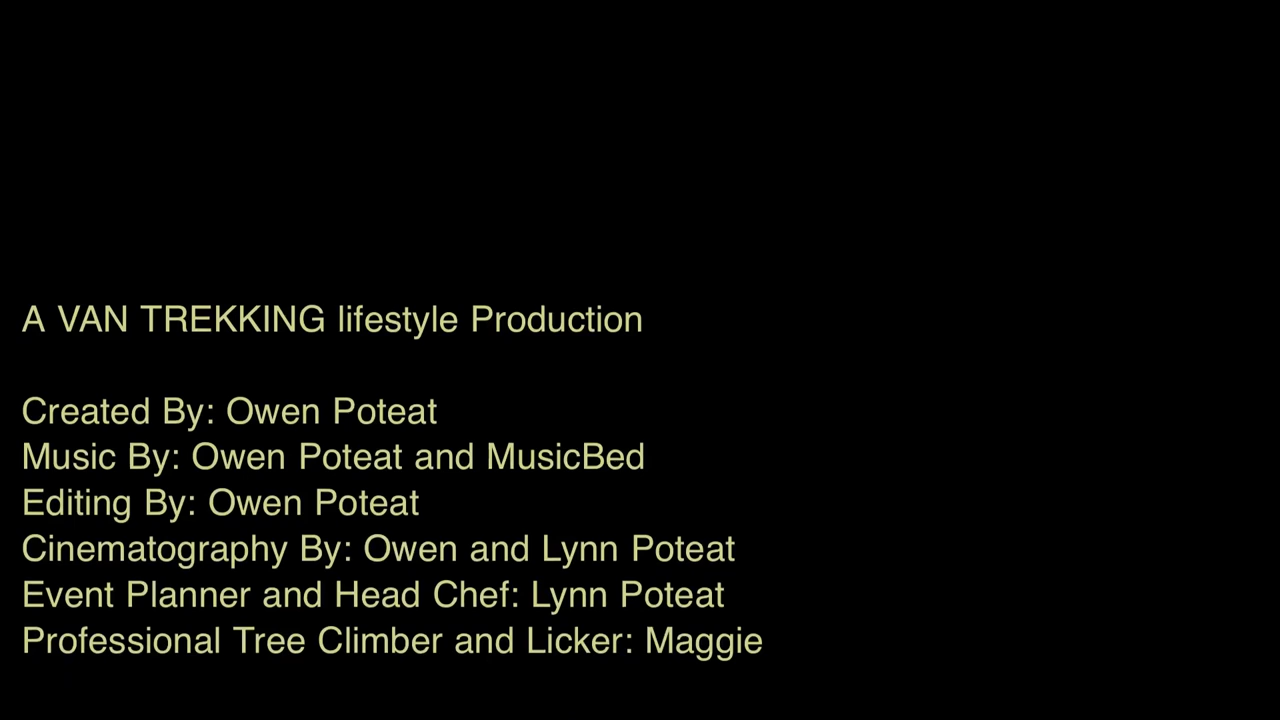 A VAN TREKKING lifestyle Production
Created By: Owen Poteat
Music By: Owen Poteat and MusicBed
Editing By: Owen Poteat
Cinematography By: Owen and Lynn Poteat
Event Planner and Head Chef: Lynn Poteat
Professional Tree Climber and Licker: Maggie